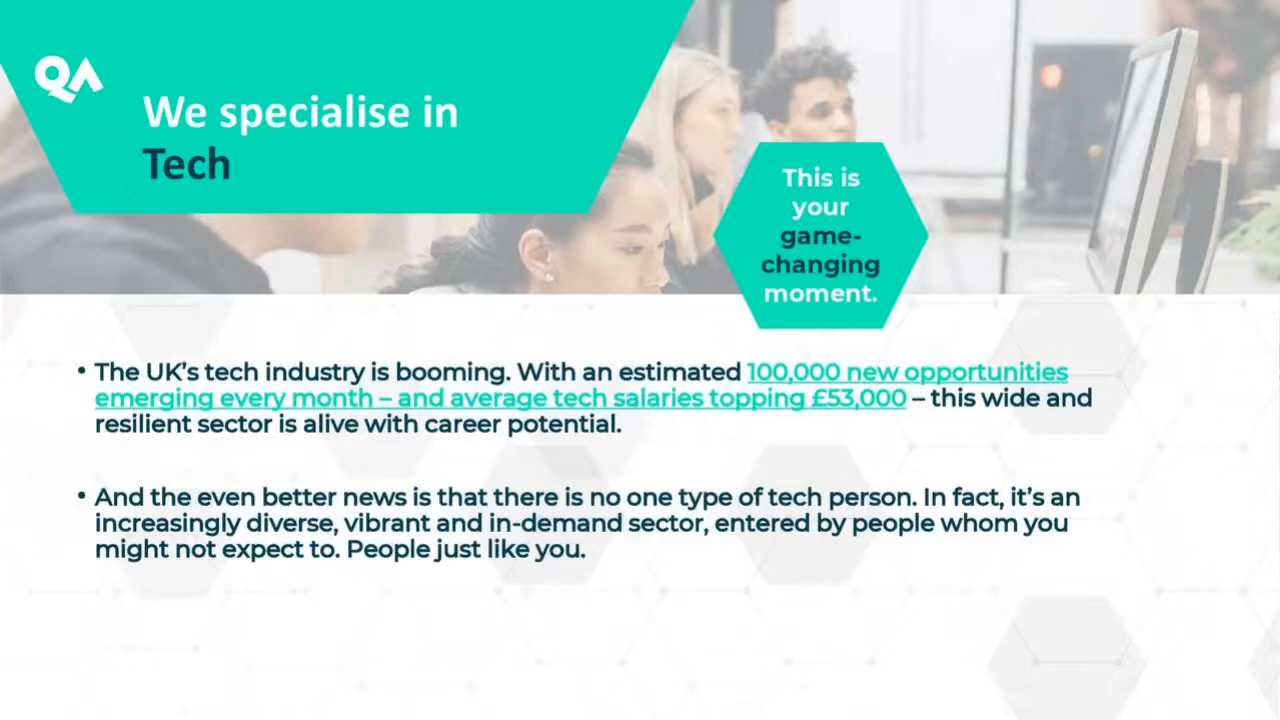 QA
We specialise in
Tech
This is
your
game-
changing
moment.
• The UK’s tech industry is booming. With an estimated 100,000 new opportunities
emerging every month – and average tech salaries topping £53,000 – this wide and
resilient sector is alive with career potential.
• And the even better news is that there is no one type of tech person. In fact, it’s an
increasingly diverse, vibrant and in-demand sector, entered by people whom you
might not expect to. People just like you.